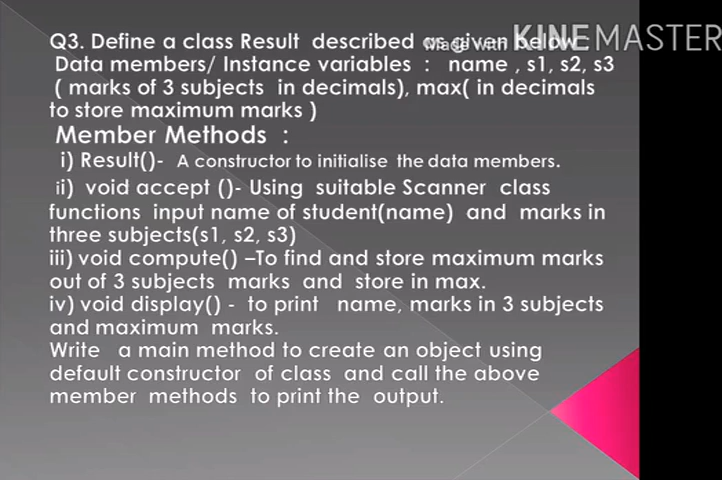 Made with KINEMASTER
Q3. Define a class Result described as given below :
Data members/ Instance variables : name , s1, s2, s3
( marks of 3 subjects in decimals), max( in decimals
to store maximum marks )
Member Methods :
i) Result()- A constructor to initialise the data members.
ii) void accept ()- Using suitable Scanner class
functions input name of student(name) and marks in
three subjects(s1, s2, s3)
iii) void compute() –To find and store maximum marks
out of 3 subjects marks and store in max.
iv) void display() - to print name, marks in 3 subjects
and maximum marks.
Write a main method to create an object using
default constructor of class and call the above
member methods to print the output.